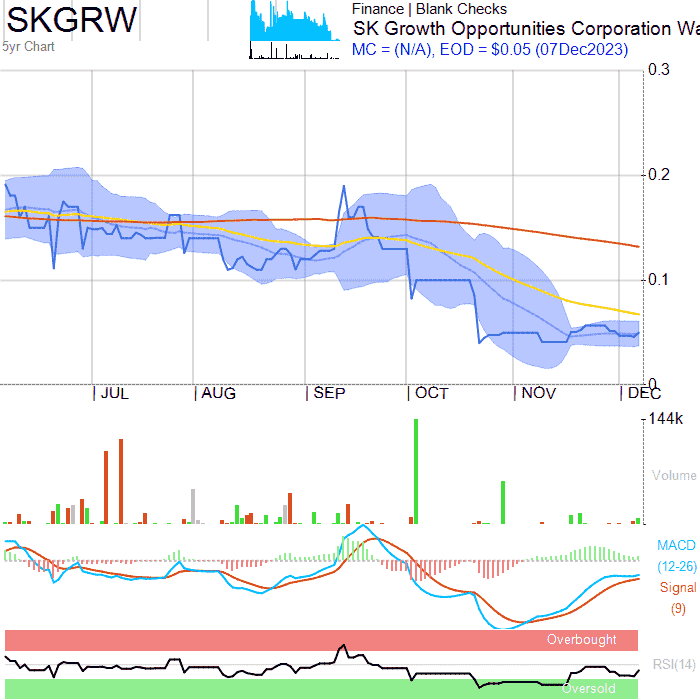 SKGRW
5yr Chart
Finance | Blank Checks
SK Growth Opportunities Corporation Wa
MC = (N/A), EOD = $0.05 (07Dec2023)
0.3
0.2
0.1
0
JUL AUG SEP OCT NOV DEC
144k
Volume
MACD
(12-26)
Signal
(9)
Overbought
RSI(14)
Oversold